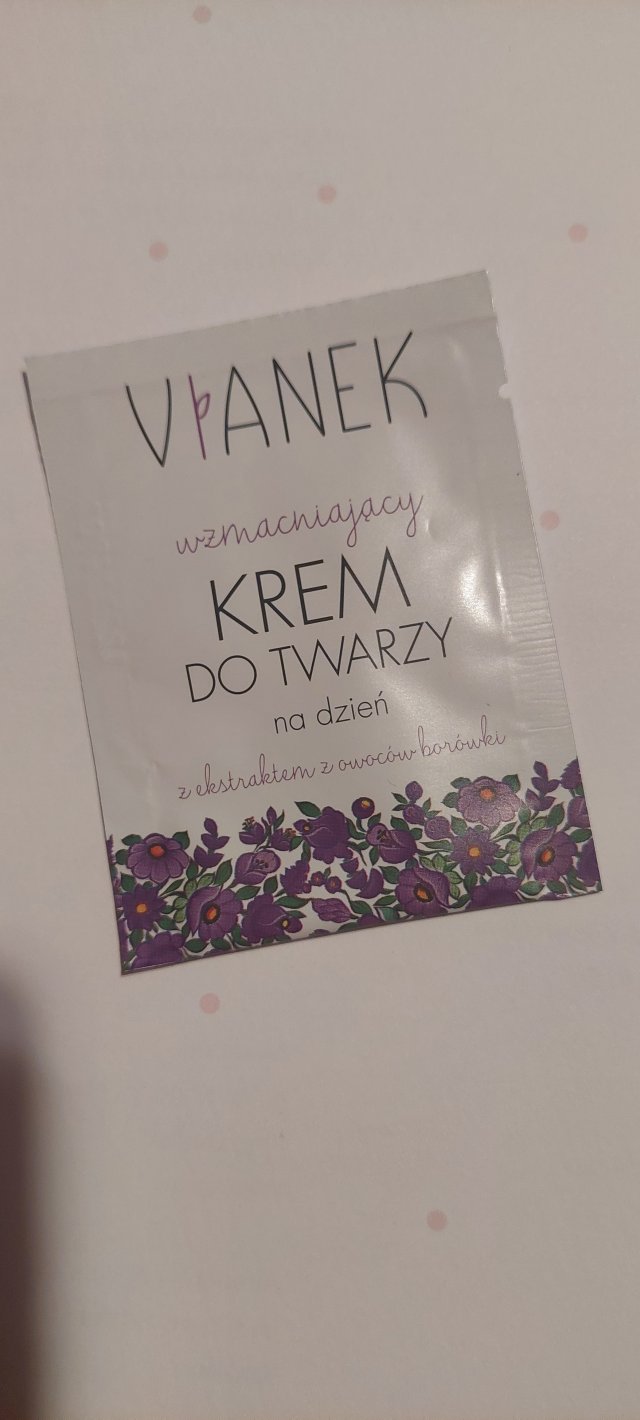 VIANEK
wzmacniający
KREM
DO TWARZY
na dzień
z ekstraktem z owoców borówki